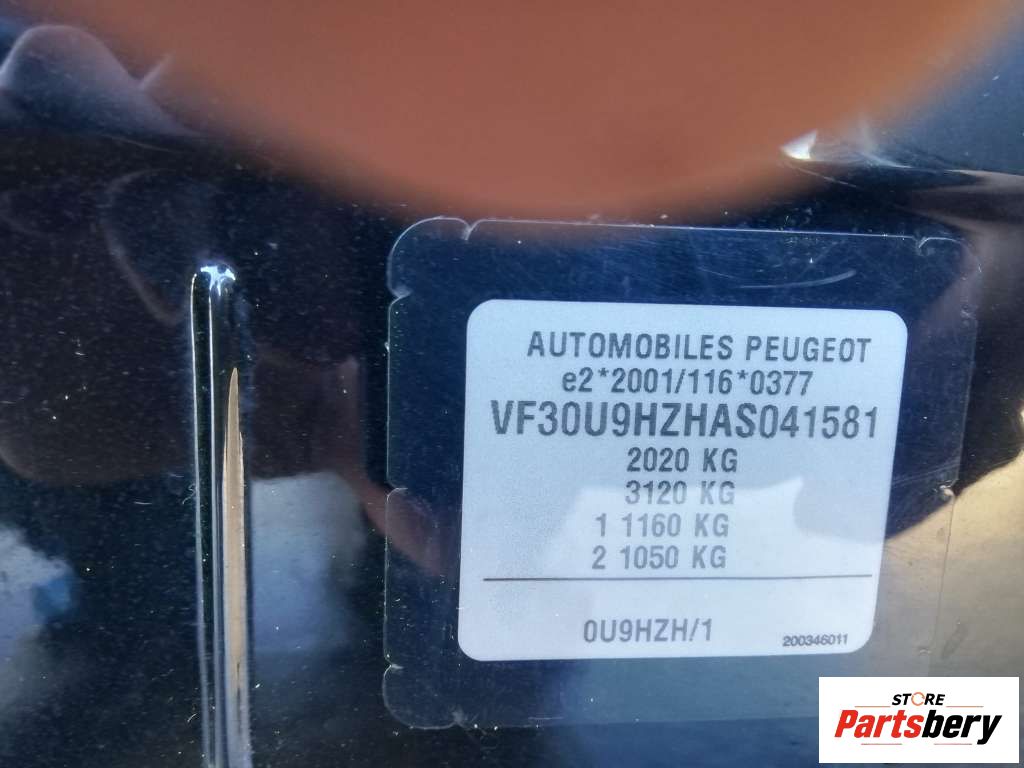 AUTOMOBILES PEUGEOT
e2*2001/116*0377
VF30U9HZHAS041581
2020 KG
3120 KG
1 1160 KG
2 1050 KG
0U9HZH/1
200346011
STORE
Partsbery